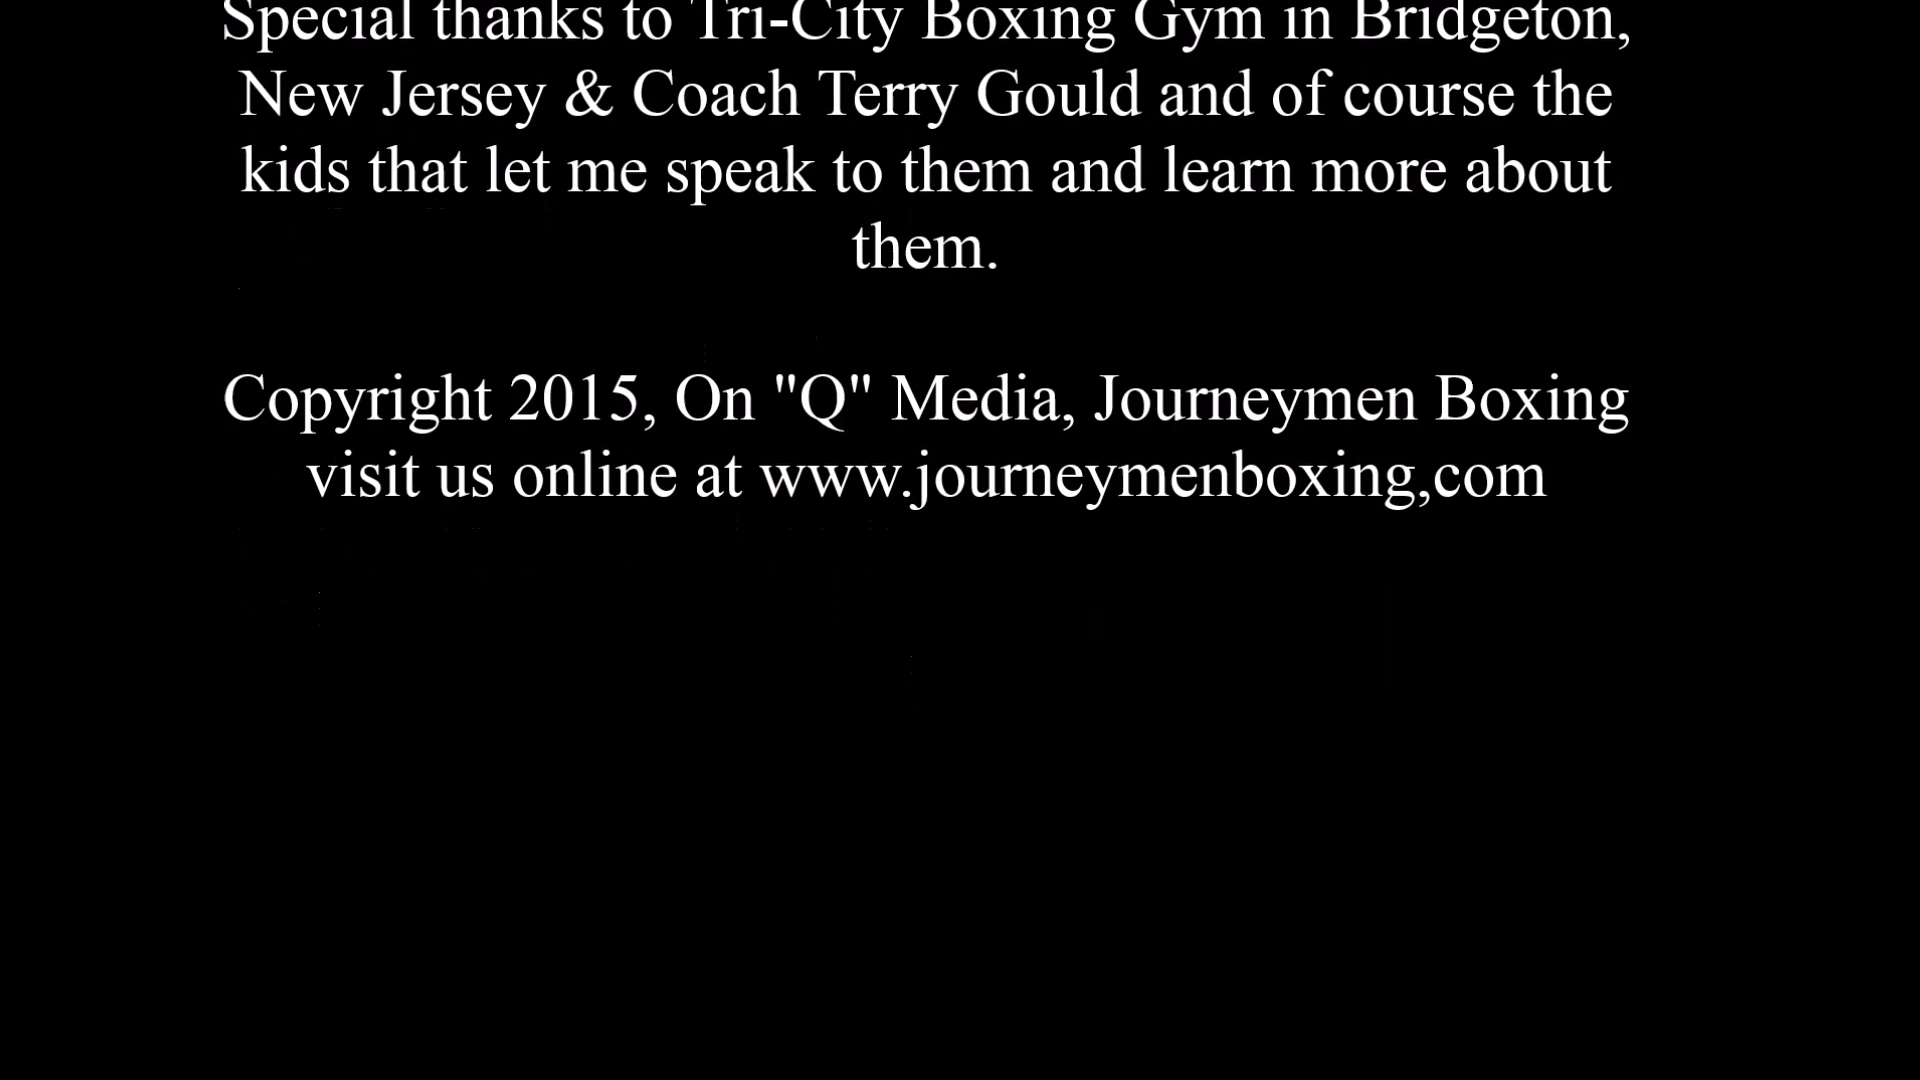 Special thanks to Tri-City Boxing Gym in Bridgeton,
New Jersey & Coach Terry Gould and of course the
kids that let me speak to them and learn more about
them.
Copyright 2015, On "Q" Media, Journeymen Boxing
visit us online at www.journeymenboxing,com